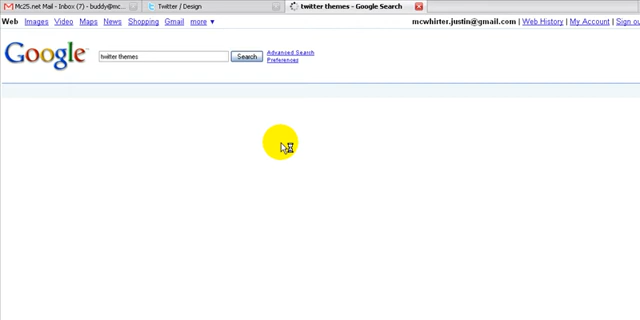 Mc25.net Mail - Inbox (7) - buddy@mc... Twitter / Design twitter themes - Google Search
Web Images Video Maps News Shopping Gmail more ▼ mcwhirter.justin@gmail.com | Web History | My Account | Sign ou
Google twitter themes Search Advanced Search
Preferences